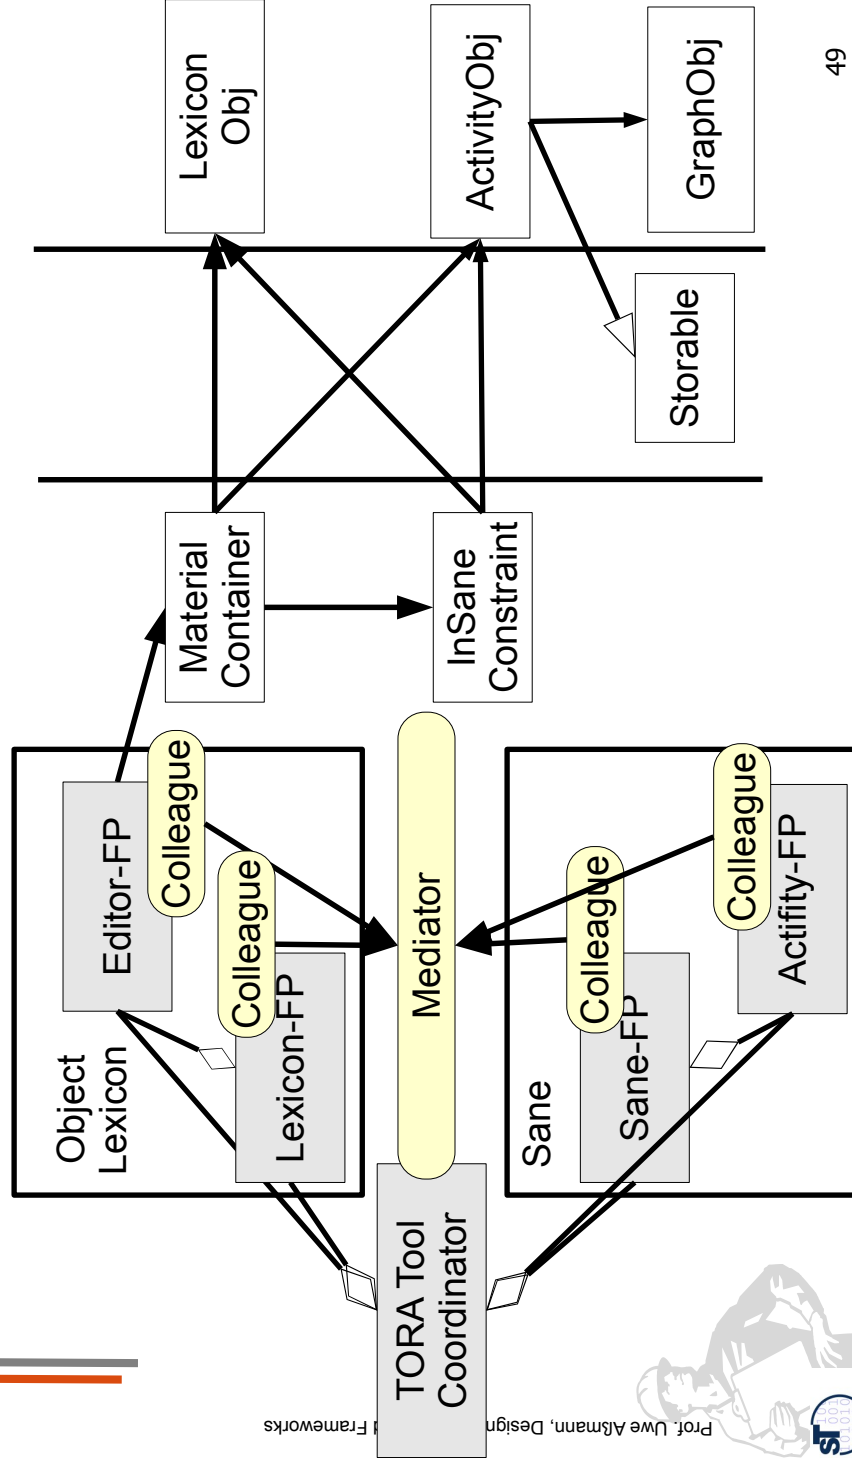 Object
Lexicon
Editor-FP
Colleague
Colleague
Lexicon-FP
Material
Container
Lexicon
Obj
TORA Tool
Coordinator
Mediator
InSane
Constraint
ActivityObj
Sane
Colleague
Sane-FP
Colleague
Actifity-FP
Storable
GraphObj
Prof. Uwe Aßmann, Design
Frameworks
ST
49